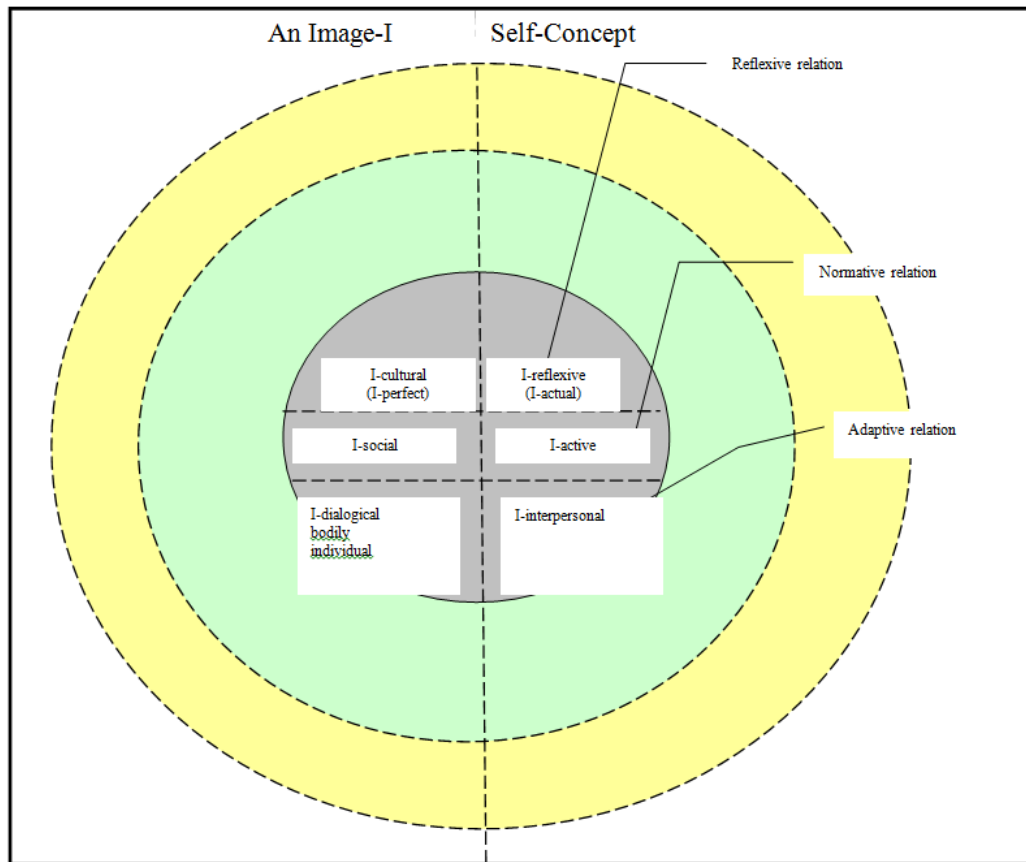 An Image-I
Self-Concept
Reflexive relation
Normative relation
I-cultural
(I-perfect)
I-reflexive
(I-actual)
Adaptive relation
I-social
I-active
I-dialogical
bodily
individual
I-interpersonal